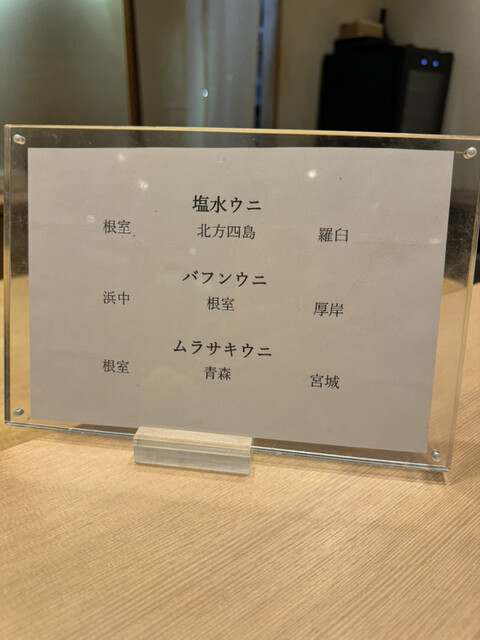 塩水ウニ
根室 北方四島 羅臼
バフンウニ
浜中 根室 厚岸
ムラサキウニ
根室 青森 宮城